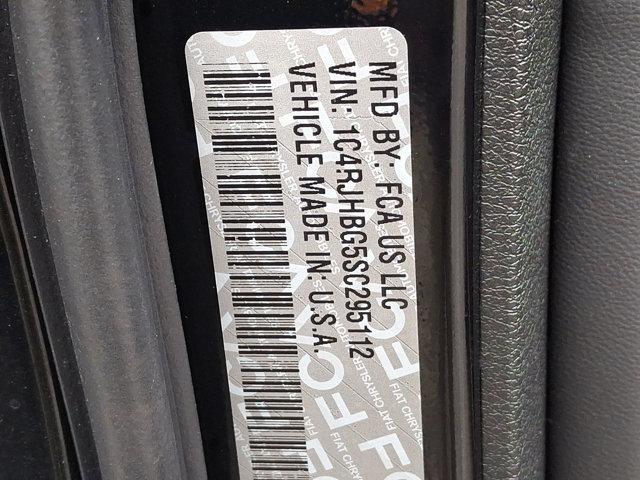 MFD BY: FCA US LLC
VIN: 1C4RJHBG5SC295112
VEHICLE MADE IN: U.S.A.